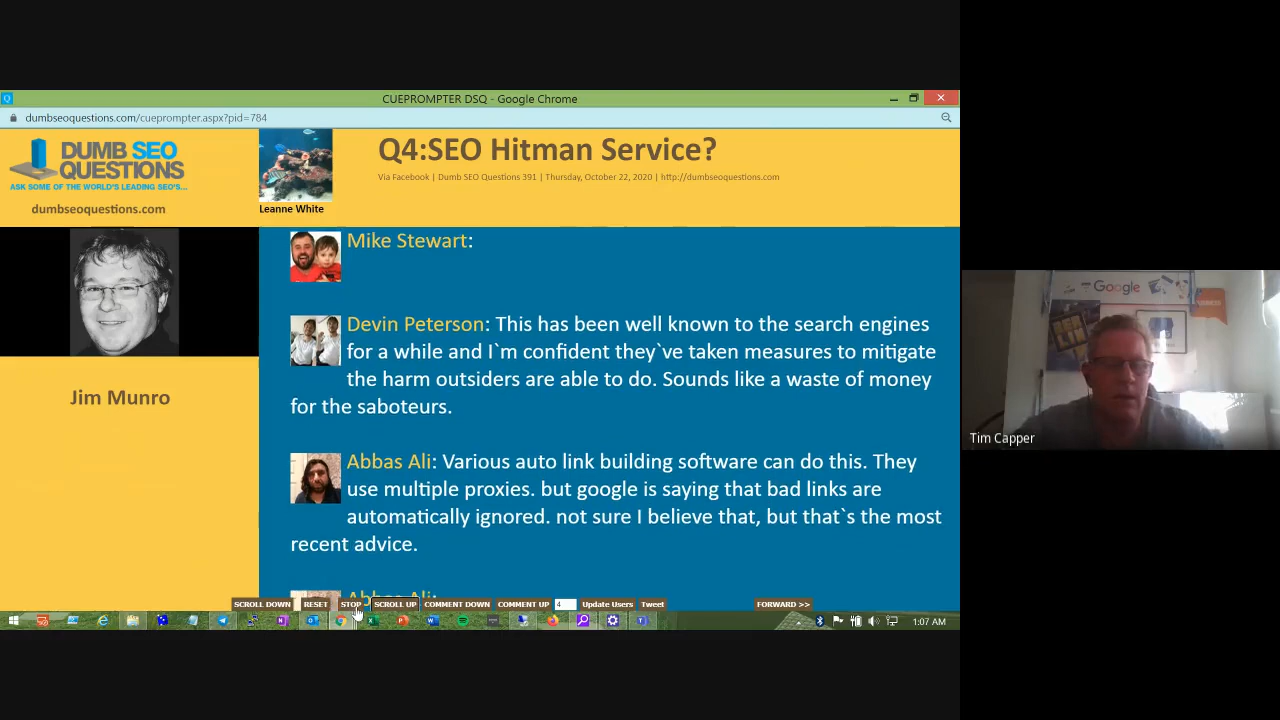 CUEPROMPTER DSQ - Google Chrome
dumbseoquestions.com/cueprompter.aspx?pid=784
DUMB SEO
QUESTIONS
ASK SOME OF THE WORLD'S LEADING SEO'S...
dumbseoquestions.com
Leanne White
Q4:SEO Hitman Service?
Via Facebook | Dumb SEO Questions 391 | Thursday, October 22, 2020 | http://dumbseoquestions.com
Jim Munro
Mike Stewart:
Devin Peterson: This has been well known to the search engines
for a while and I`m confident they`ve taken measures to mitigate
the harm outsiders are able to do. Sounds like a waste of money
for the saboteurs.
Abbas Ali: Various auto link building software can do this. They
use multiple proxies. but google is saying that bad links are
automatically ignored. not sure I believe that, but that`s the most
recent advice.
Abbas Ali:
SCROLL DOWN RESET STOP SCROLL UP COMMENT DOWN COMMENT UP 4 Update Users Tweet FORWARD >>
1:07 AM
Google
Tim Capper